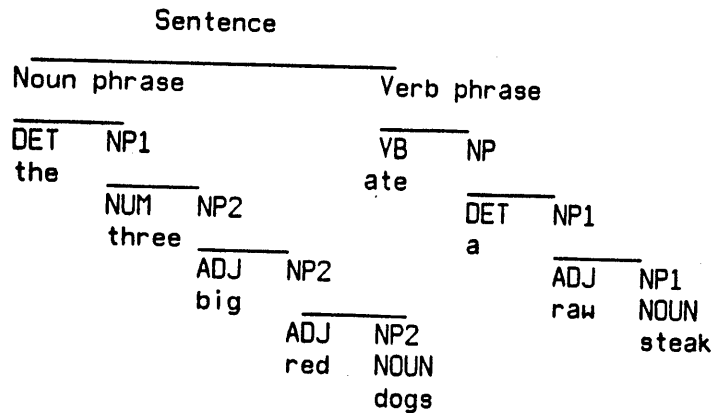 Sentence
Noun phrase Verb phrase
DET NP1 VB NP
the ate
NUM NP2 DET NP1
three a
ADJ NP2 ADJ NP1
big raw NOUN
ADJ NP2 steak
red NOUN
dogs